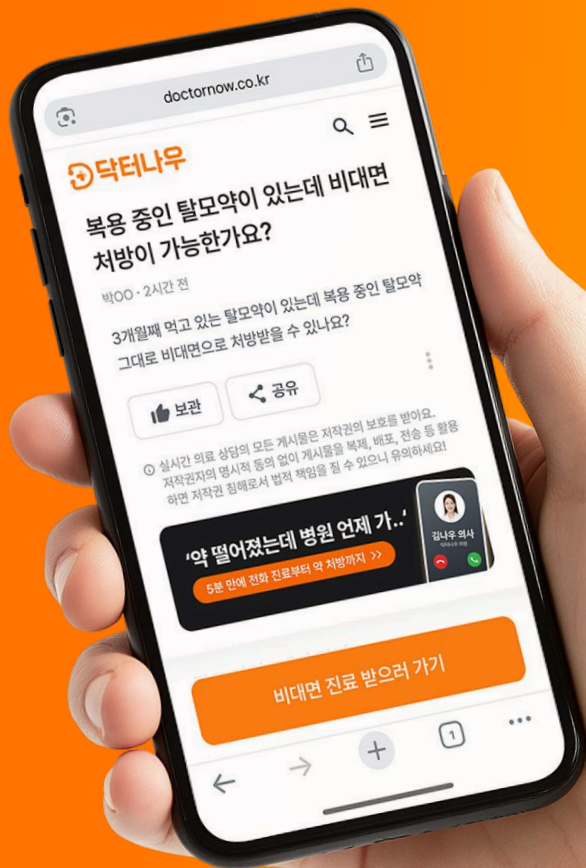 doctornow.co.kr
닥터나우
복용 중인 탈모약이 있는데 비대면
처방이 가능한가요?
박OO · 2시간 전
3개월째 먹고 있는 탈모약이 있는데 복용 중인 탈모약
그대로 비대면으로 처방받을 수 있나요?
보관
공유
실시간 의료 상담의 모든 게시물은 저작권의 보호를 받아요.
저작권자의 명시적 동의 없이 게시물을 복제, 배포, 전송 등 활용
하면 저작권 침해로서 법적 책임을 질 수 있으니 유의하세요!
‘약 떨어졌는데 병원 언제 가..‘
5분 만에 전화 진료부터 약 처방까지 >>
김나우 의사
비대면 진료 받으러 가기
1